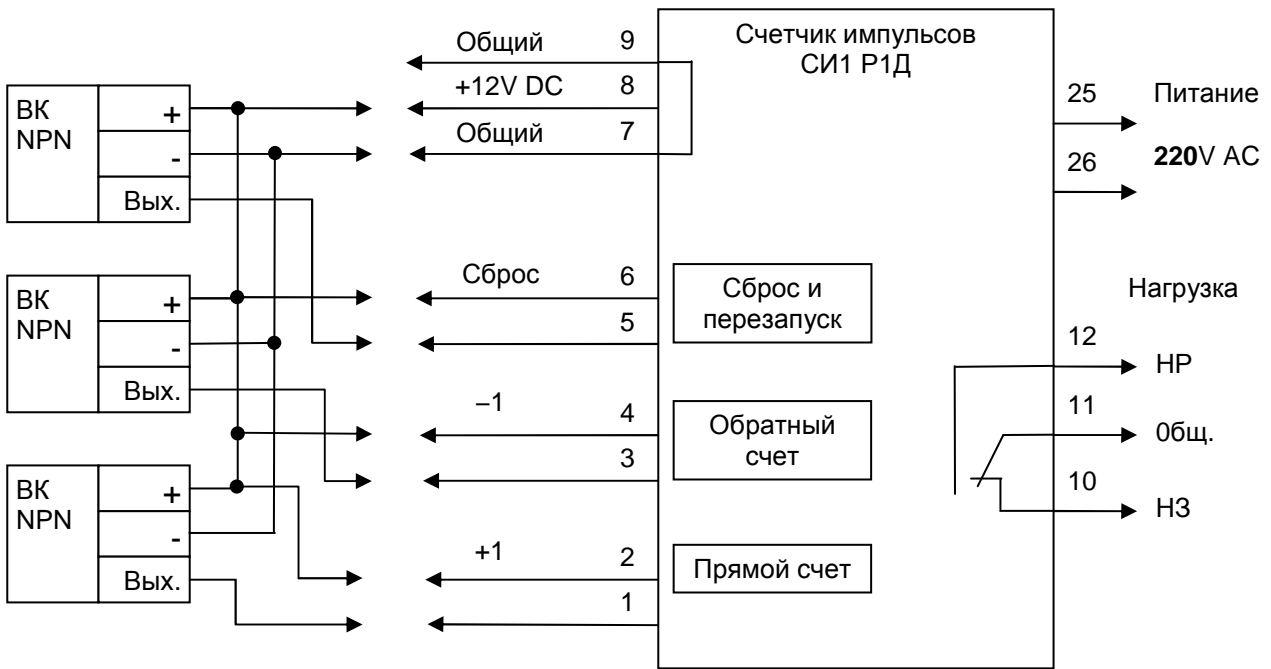 Общий 9
Счетчик импульсов
СИ1 Р1Д
+12V DC 8
Общий 7
25 Питание
26 220V AC
ВК
NPN
+
-
Вых.
Сброс 6
5
Сброс и
перезапуск
Нагрузка
12
НР
11
0бщ.
10
НЗ
ВК
NPN
+
-
Вых.
–1 4
3
Обратный
счет
ВК
NPN
+
-
Вых.
+1 2
1
Прямой счет